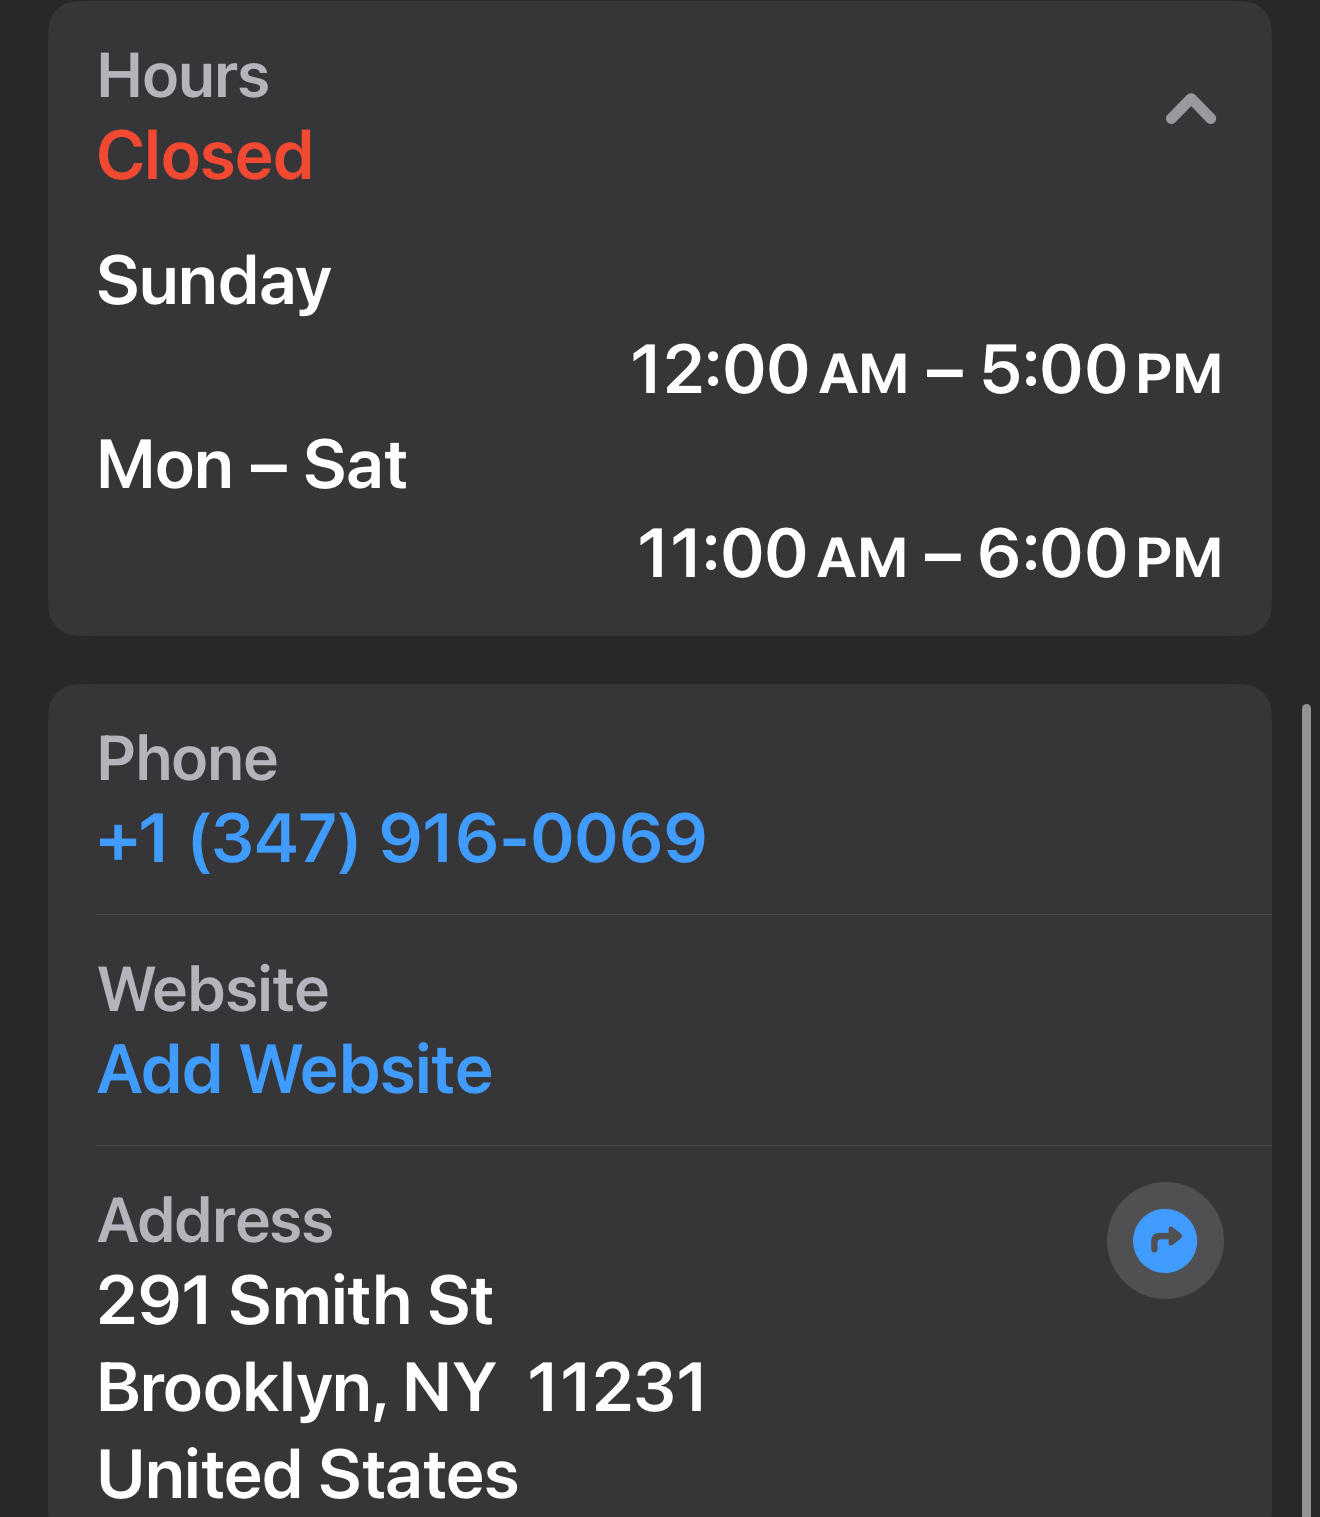 Hours
Closed
Sunday
12:00 AM – 5:00 PM
Mon – Sat
11:00 AM – 6:00 PM
Phone
+1 (347) 916-0069
Website
Add Website
Address
291 Smith St
Brooklyn, NY  11231
United States